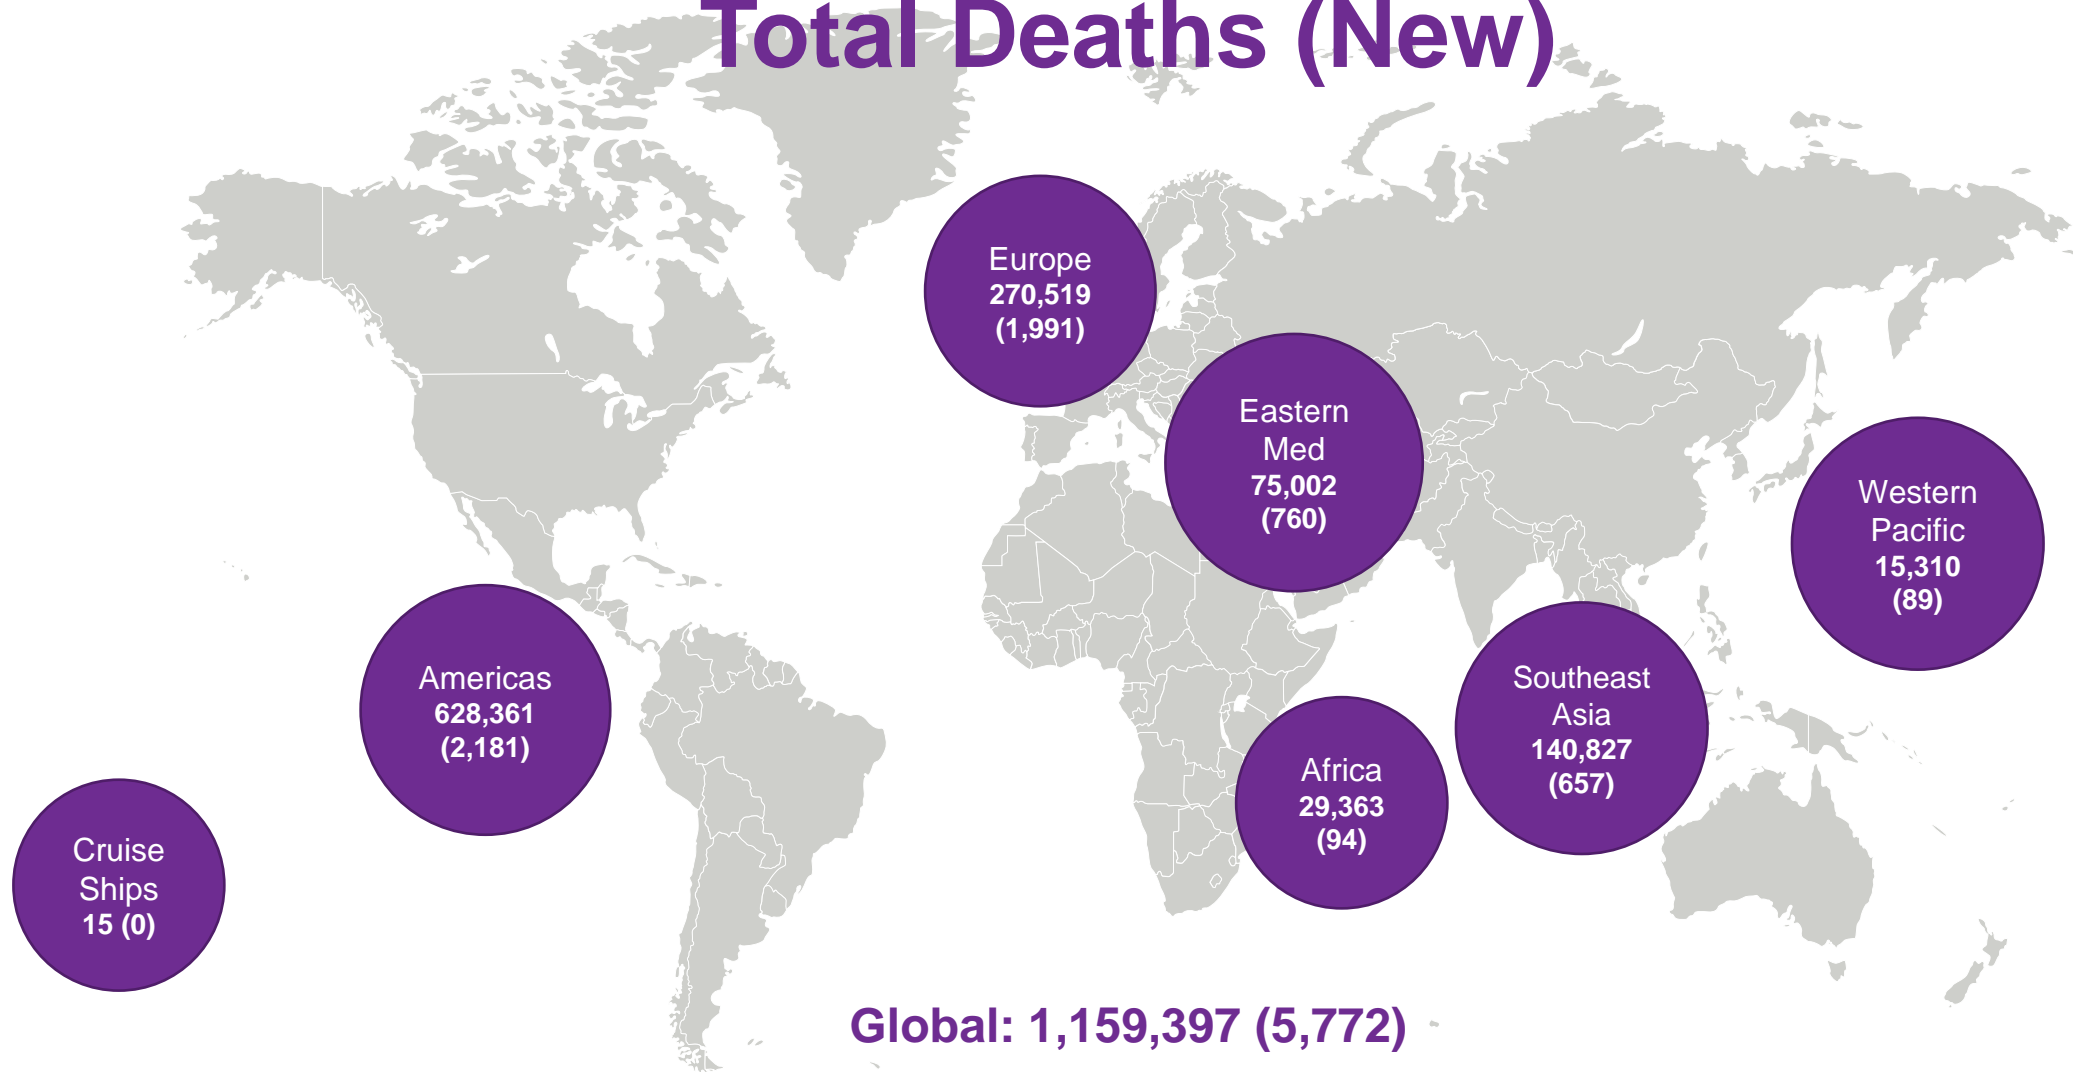 Total Deaths (New)
Europe
270,519
(1,991)
Eastern
Med
75,002
(760)
Western
Pacific
15,310
(89)
Americas
628,361
(2,181)
Southeast
Asia
140,827
(657)
Africa
29,363
(94)
Cruise
Ships
15 (0)
Global: 1,159,397 (5,772)